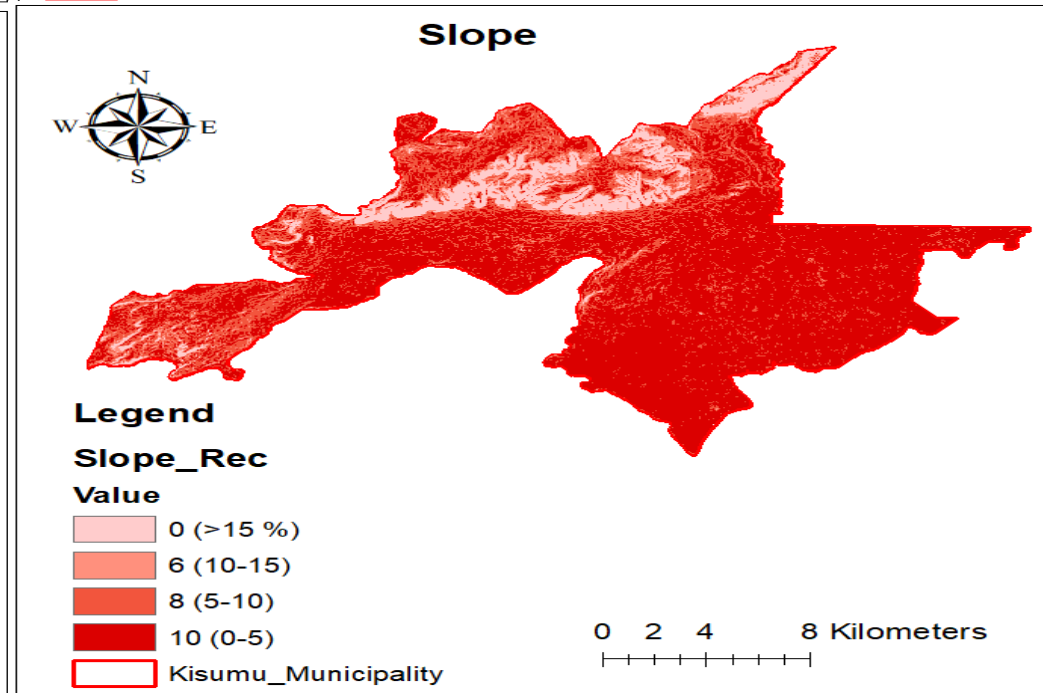 Slope
N
W E
S
Legend
Slope_Rec
Value
0 (>15 %)
6 (10-15)
8 (5-10)
10 (0-5)
Kisumu_Municipality
0 2 4 8 Kilometers